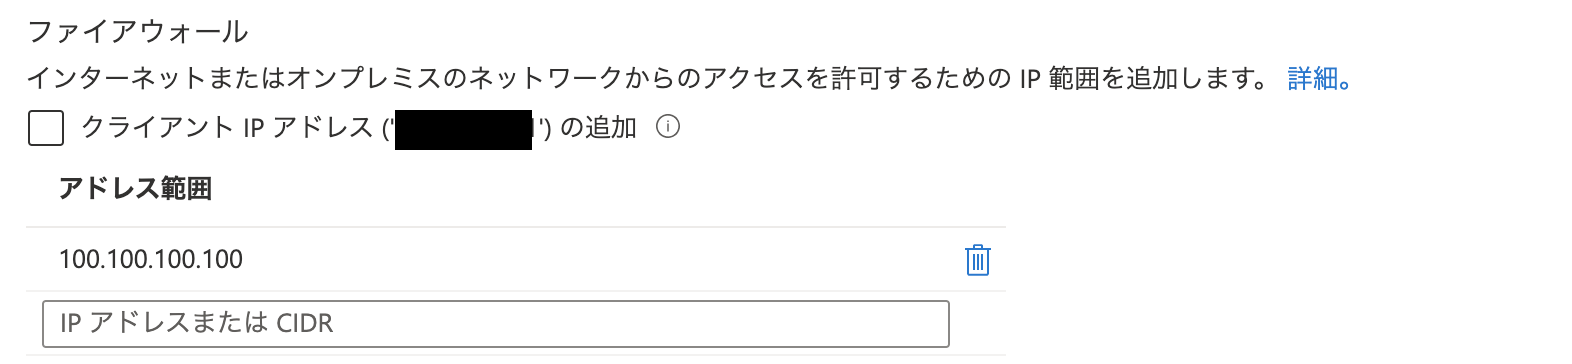 ファイアウォール
インターネットまたはオンプレミスのネットワークからのアクセスを許可するための IP 範囲を追加します。 詳細。
クライアント IP アドレス ('') の追加
アドレス範囲
100.100.100.100
IP アドレスまたは CIDR